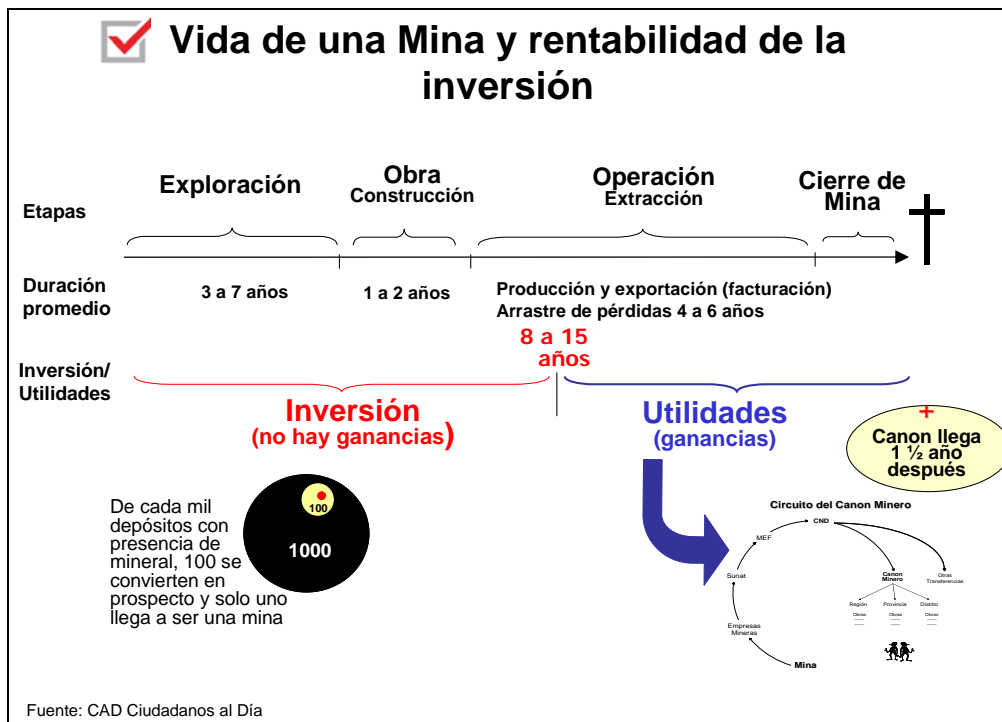 Vida de una Mina y rentabilidad de la
inversión
Etapas
Exploración
Obra
Construcción
Operación
Extracción
Cierre de
Mina
Duración
promedio
3 a 7 años
1 a 2 años
Producción y exportación (facturación)
Arrastre de pérdidas 4 a 6 años
8 a 15
años
Inversión/
Utilidades
Inversión
(no hay ganancias)
Utilidades
(ganancias)
+
Canon llega
1 ½ año
después
De cada mil
depósitos con
presencia de
mineral, 100 se
convierten en
prospecto y solo uno
llega a ser una mina
100
1000
Circuito del Canon Minero
CND
MEF
Sunat
Empresas
Mineras
Mina
Canon
Minero
Otras
Transferencias
Región
Provincia
Distrito
Obras
Obras
Obras
Fuente: CAD Ciudadanos al Día